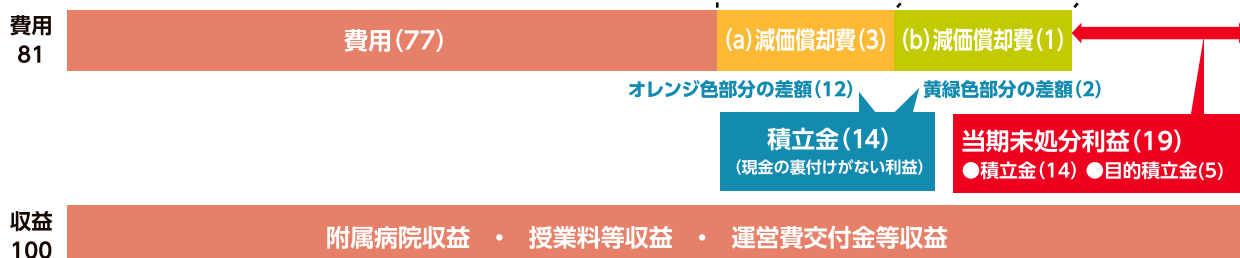 費用
81
費用(77)
(a)減価償却費(3)
(b)減価償却費(1)
オレンジ色部分の差額(12)
黄緑色部分の差額(2)
積立金(14)
(現金の裏付けがない利益)
当期未処分利益(19)
●積立金(14) ●目的積立金(5)
収益
100
附属病院収益 ・ 授業料等収益 ・ 運営費交付金等収益